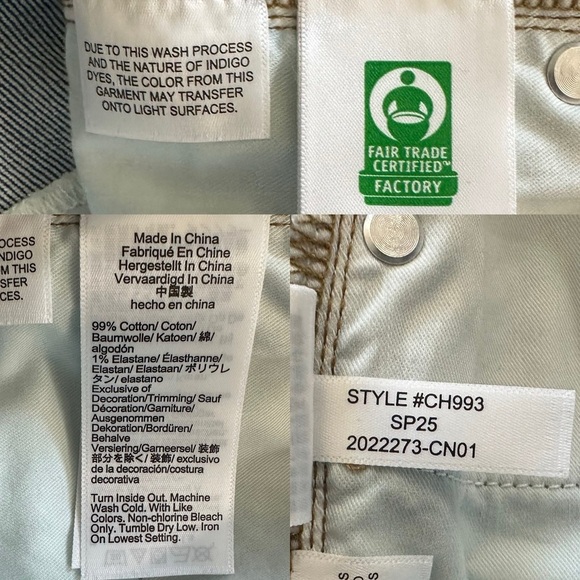 DUE TO THIS WASH PROCESS
AND THE NATURE OF INDIGO
DYES, THE COLOR FROM THIS
GARMENT MAY TRANSFER
ONTO LIGHT SURFACES.
FAIR TRADE
CERTIFIED™
FACTORY
OCESS
NDIGO
M THIS
SFER
CES.
Made In China
Fabriqué En Chine
Hergestellt In China
Vervaardigd In China
中国製
hecho en china
99% Cotton/ Coton/
Baumwolle/ Katoen/ 綿/
algodón
1% Elastane/ Élasthanne/
Elastan/ Elastaan/ ポリウレ
タン/ elastano
Exclusive of
Decoration/Trimming/ Sauf
Décoration/Garniture/
Ausgenommen
Dekoration/Bordüren/
Behalve
Versiering/Garneersel/ 装飾
部分を除く/ 装飾/ exclusivo
de la decoración/costura
decorativa
Turn Inside Out. Machine
Wash Cold. With Like
Colors. Non-chlorine Bleach
Only. Tumble Dry Low. Iron
On Lowest Setting.
STYLE #CH993
SP25
2022273-CN01